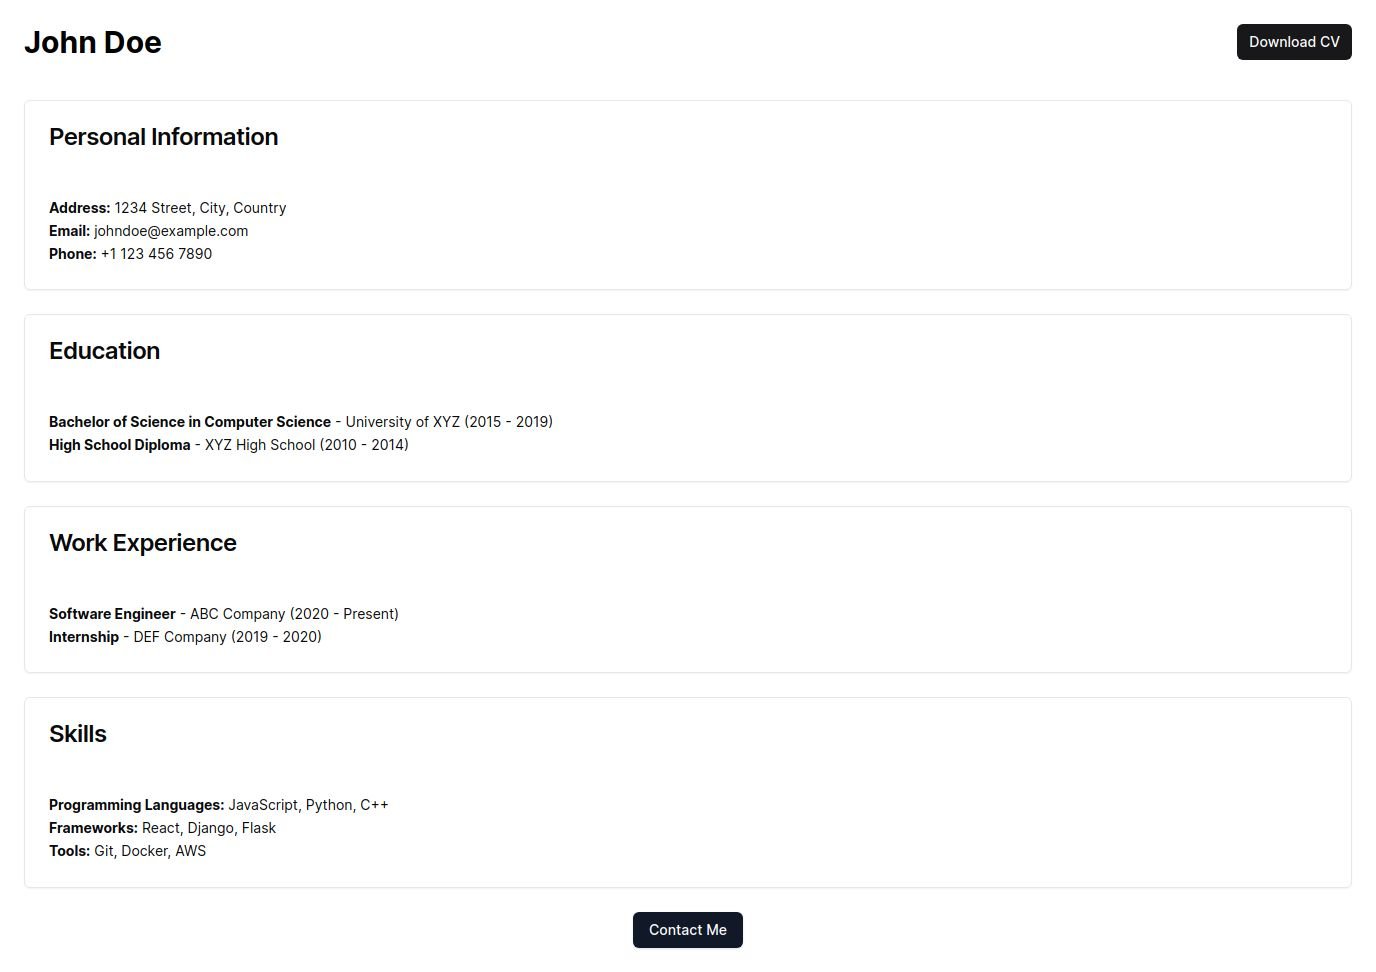 John Doe
Download CV
Personal Information
Address: 1234 Street, City, Country
Email: johndoe@example.com
Phone: +1 123 456 7890
Education
Bachelor of Science in Computer Science - University of XYZ (2015 - 2019)
High School Diploma - XYZ High School (2010 - 2014)
Work Experience
Software Engineer - ABC Company (2020 - Present)
Internship - DEF Company (2019 - 2020)
Skills
Programming Languages: JavaScript, Python, C++
Frameworks: React, Django, Flask
Tools: Git, Docker, AWS
Contact Me